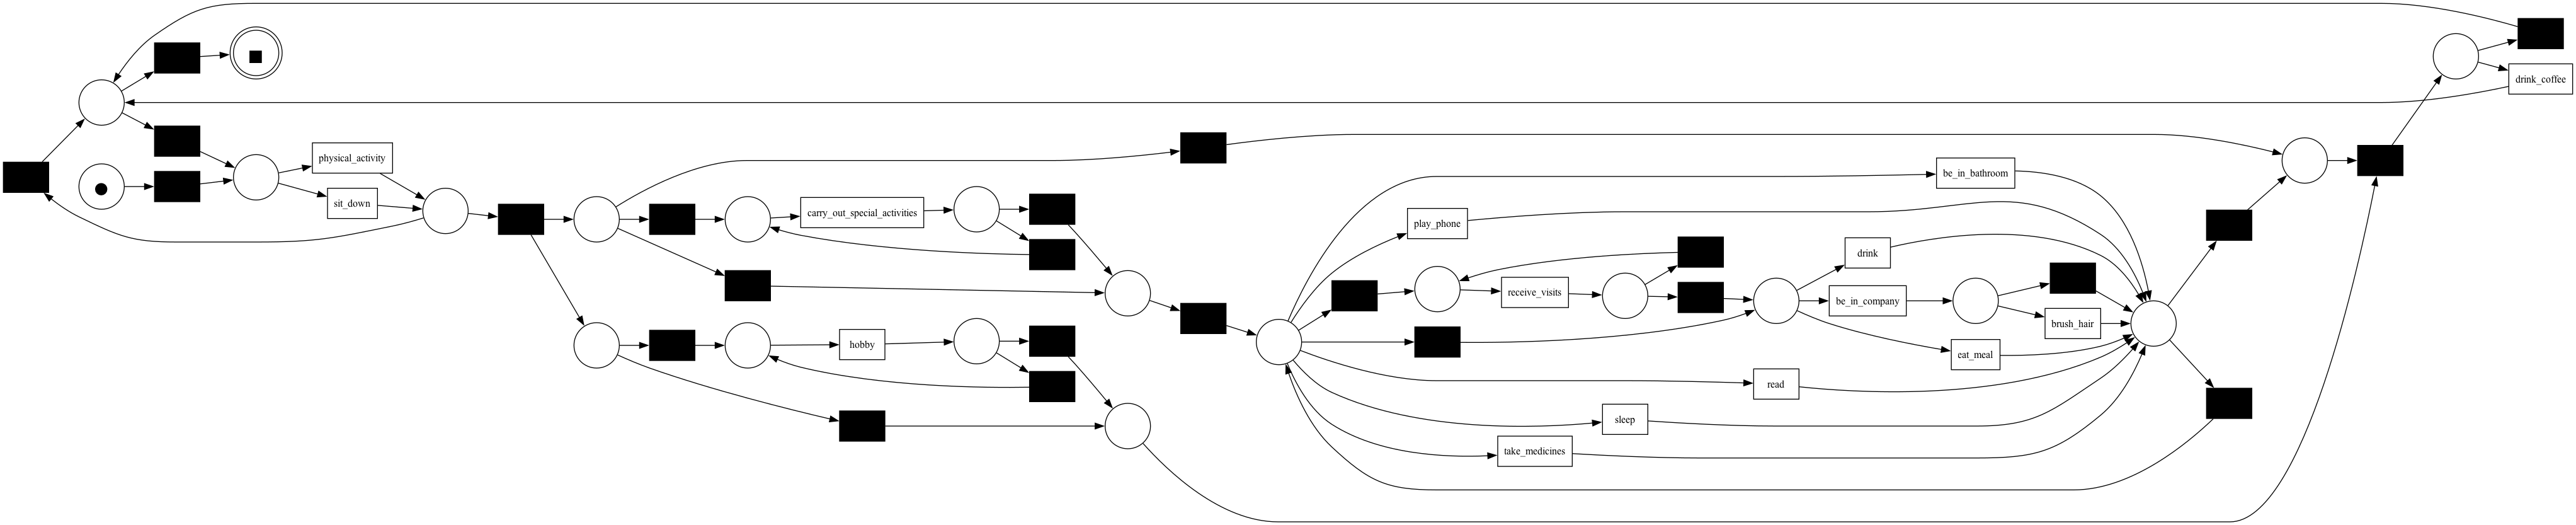 drink_coffee
physical_activity
be_in_bathroom
sit_down
carry_out_special_activities
play_phone
drink
receive_visits
be_in_company
brush_hair
hobby
eat_meal
read
sleep
take_medicines